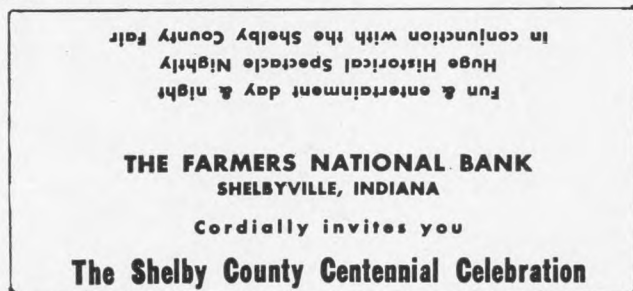 THE FARMERS NATIONAL BANK
SHELBYVILLE, INDIANA
Cordially invites you
The Shelby County Centennial Celebration
Fun & entertainment day & night
Huge Historical Spectacle Nightly
In conjunction with the Shelby County Fair